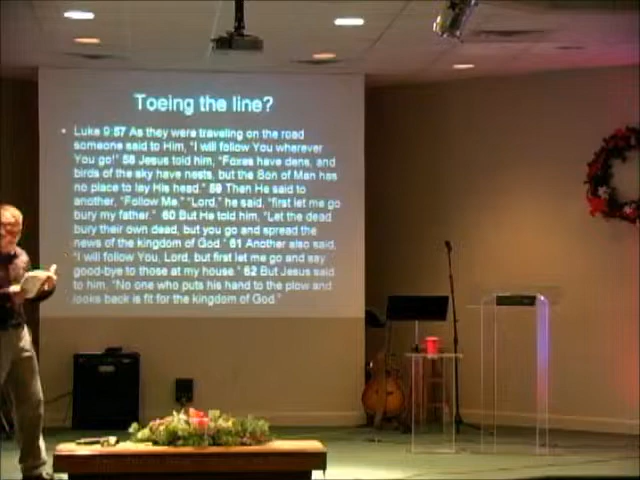 Toeing the line?
Luke 9:57 As they were traveling on the road
someone said to Him, "I will follow You wherever
You go!" 58 Jesus told him, "Foxes have dens, and
birds of the sky have nests, but the Son of Man has
no place to lay His head." 59 Then He said to
another, "Follow Me." "Lord," he said, "first let me go
bury my father." 60 But He told him, "Let the dead
bury their own dead, but you go and spread the
news of the kingdom of God." 61 Another also said,
"I will follow You, Lord, but first let me go and say
good-bye to those at my house." 62 But Jesus said
to him, "No one who puts his hand to the plow and
looks back is fit for the kingdom of God."